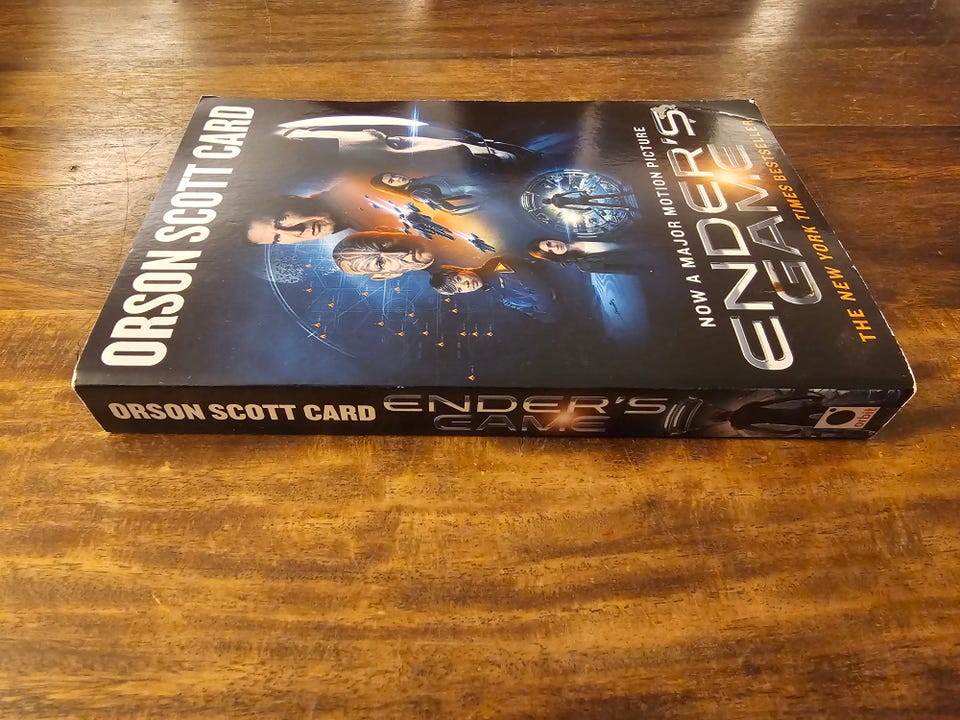 ORSON SCOTT CARD
NOW A MAJOR MOTION PICTURE
ENDER'S
GAME
THE NEW YORK TIMES BESTSELLER
ORSON SCOTT CARD
ENDER'S
GAME
orbit